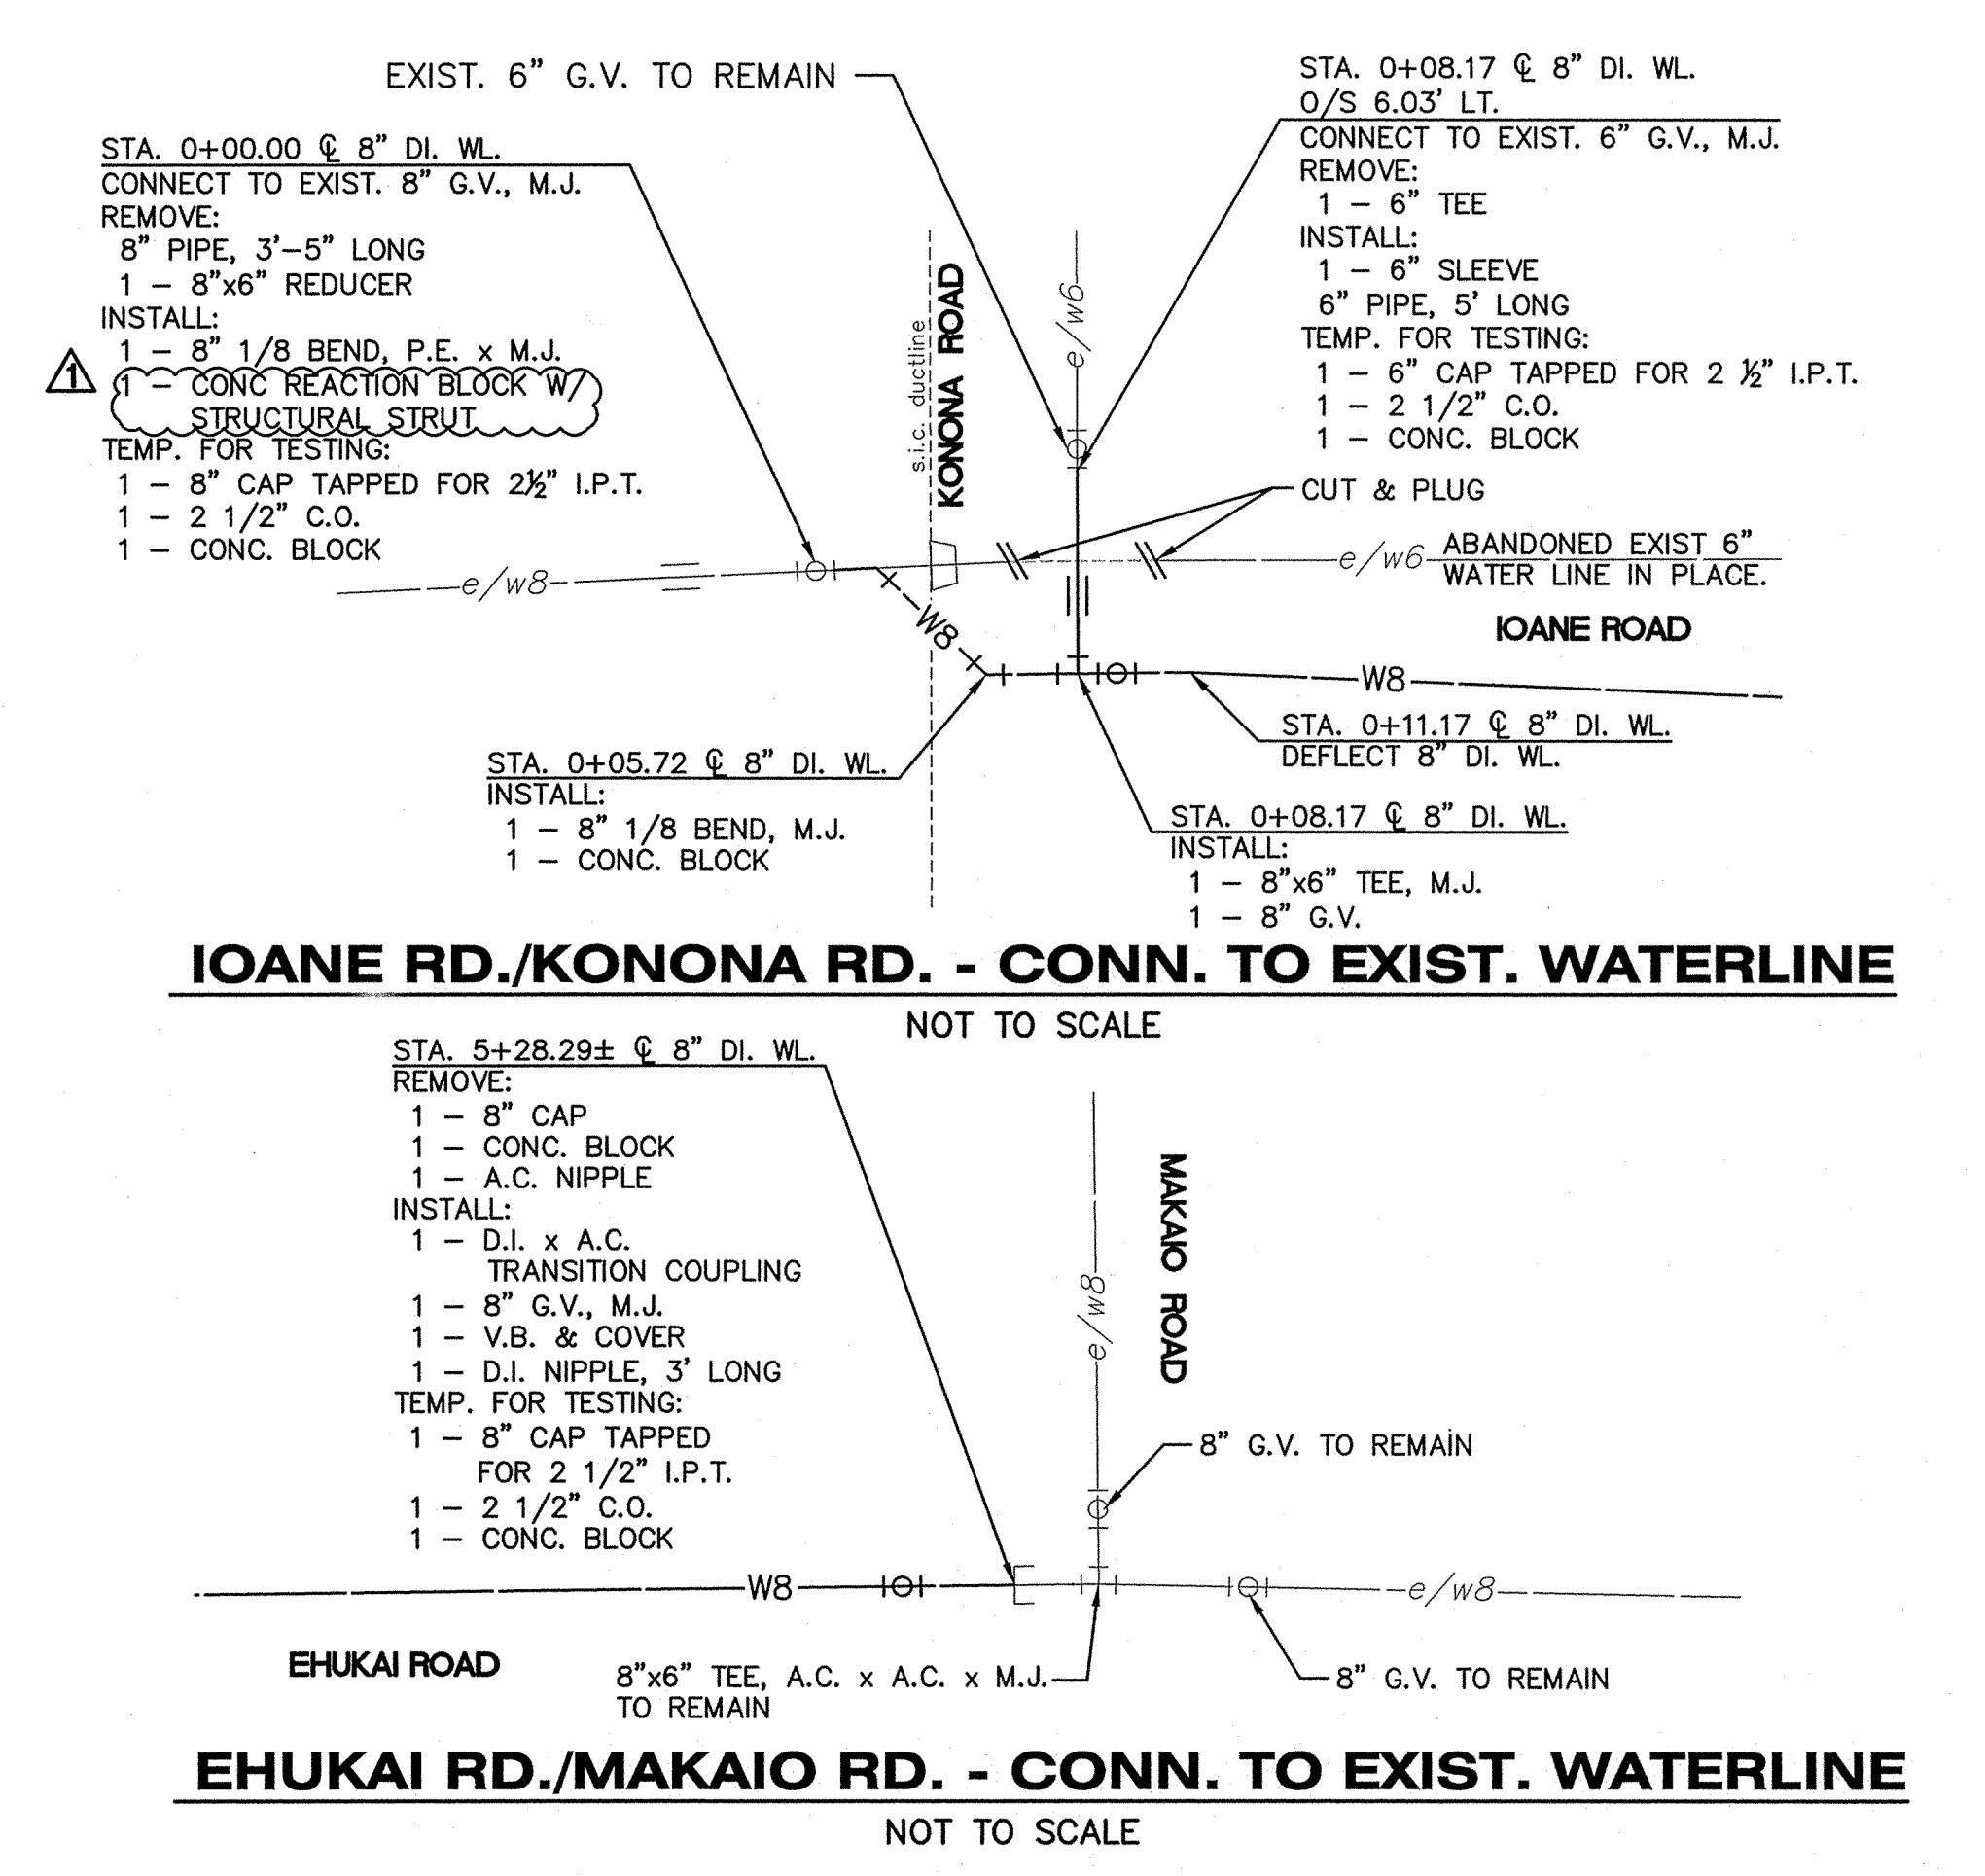 EXIST. 6" G.V. TO REMAIN
STA. 0+00.00 ℄ 8" DI. WL.
CONNECT TO EXIST. 8" G.V., M.J.
REMOVE:
8" PIPE, 3'-5" LONG
1 - 8"x6" REDUCER
INSTALL:
1 - 8" 1/8 BEND, P.E. x M.J.
1
1 - CONC REACTION BLOCK W/
STRUCTURAL STRUT
TEMP. FOR TESTING:
1 - 8" CAP TAPPED FOR 2½" I.P.T.
1 - 2 1/2" C.O.
1 - CONC. BLOCK
STA. 0+08.17 ℄ 8" DI. WL.
O/S 6.03' LT.
CONNECT TO EXIST. 6" G.V., M.J.
REMOVE:
1 - 6" TEE
INSTALL:
1 - 6" SLEEVE
6" PIPE, 5' LONG
TEMP. FOR TESTING:
1 - 6" CAP TAPPED FOR 2 ½" I.P.T.
1 - 2 1/2" C.O.
1 - CONC. BLOCK
s.i.c. ductline
KONONA ROAD
e/w6
CUT & PLUG
e/w8
e/w6
ABANDONED EXIST 6"
WATER LINE IN PLACE.
IOANE ROAD
W8
W8
STA. 0+11.17 ℄ 8" DI. WL.
DEFLECT 8" DI. WL.
STA. 0+05.72 ℄ 8" DI. WL.
INSTALL:
1 - 8" 1/8 BEND, M.J.
1 - CONC. BLOCK
STA. 0+08.17 ℄ 8" DI. WL.
INSTALL:
1 - 8"x6" TEE, M.J.
1 - 8" G.V.
IOANE RD./KONONA RD. - CONN. TO EXIST. WATERLINE
NOT TO SCALE
STA. 5+28.29± ℄ 8" DI. WL.
REMOVE:
1 - 8" CAP
1 - CONC. BLOCK
1 - A.C. NIPPLE
INSTALL:
1 - D.I. x A.C.
TRANSITION COUPLING
1 - 8" G.V., M.J.
1 - V.B. & COVER
1 - D.I. NIPPLE, 3' LONG
TEMP. FOR TESTING:
1 - 8" CAP TAPPED
FOR 2 1/2" I.P.T.
1 - 2 1/2" C.O.
1 - CONC. BLOCK
MAKAIO ROAD
e/w8
8" G.V. TO REMAIN
W8
e/w8
EHUKAI ROAD
8"x6" TEE, A.C. x A.C. x M.J.
TO REMAIN
8" G.V. TO REMAIN
EHUKAI RD./MAKAIO RD. - CONN. TO EXIST. WATERLINE
NOT TO SCALE